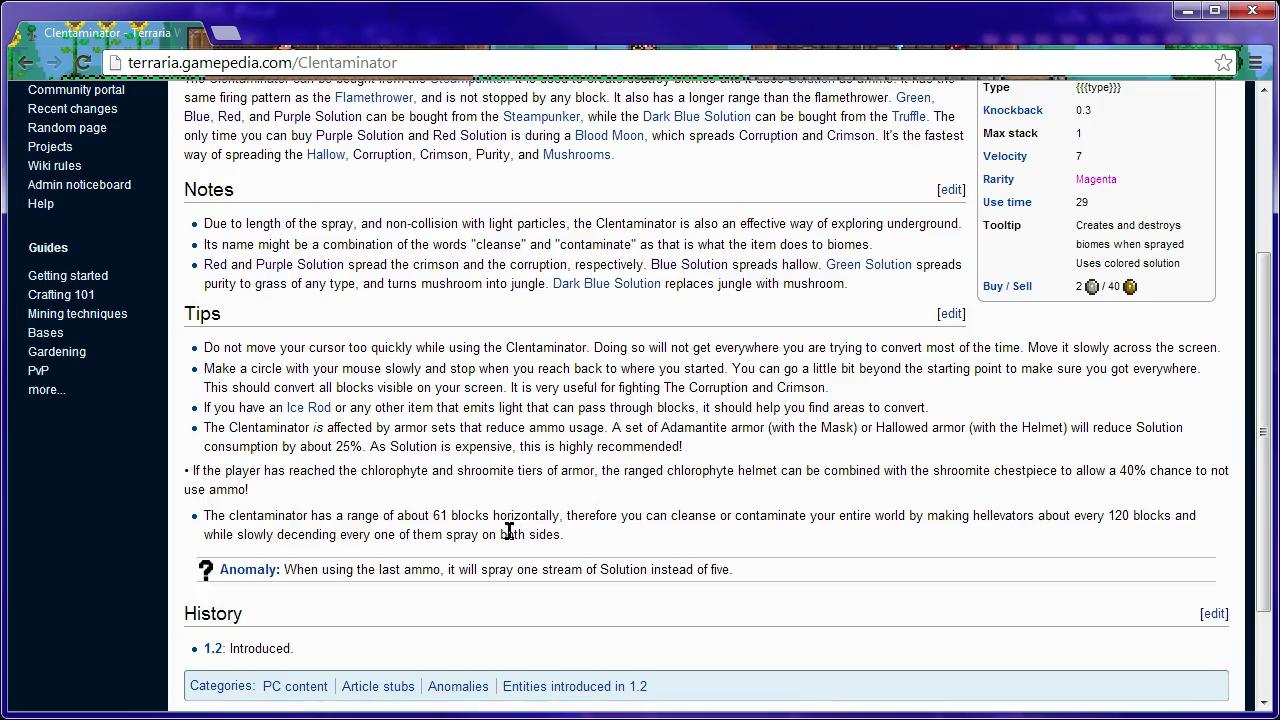 Clentaminator - Terraria W
terraria.gamepedia.com/Clentaminator
Community portal
Recent changes
Random page
Projects
Wiki rules
Admin noticeboard
Help
Guides
Getting started
Crafting 101
Mining techniques
Bases
Gardening
PvP
more...
same firing pattern as the Flamethrower, and is not stopped by any block. It also has a longer range than the flamethrower. Green,
Blue, Red, and Purple Solution can be bought from the Steampunker, while the Dark Blue Solution can be bought from the Truffle. The
only time you can buy Purple Solution and Red Solution is during a Blood Moon, which spreads Corruption and Crimson. It's the fastest
way of spreading the Hallow, Corruption, Crimson, Purity, and Mushrooms.
Notes [edit]
• Due to length of the spray, and non-collision with light particles, the Clentaminator is also an effective way of exploring underground.
• Its name might be a combination of the words "cleanse" and "contaminate" as that is what the item does to biomes.
• Red and Purple Solution spread the crimson and the corruption, respectively. Blue Solution spreads hallow. Green Solution spreads
purity to grass of any type, and turns mushroom into jungle. Dark Blue Solution replaces jungle with mushroom.
Type {{{type}}}
Knockback 0.3
Max stack 1
Velocity 7
Rarity Magenta
Use time 29
Tooltip Creates and destroys
biomes when sprayed
Uses colored solution
Buy / Sell 2 / 40
Tips [edit]
• Do not move your cursor too quickly while using the Clentaminator. Doing so will not get everywhere you are trying to convert most of the time. Move it slowly across the screen.
• Make a circle with your mouse slowly and stop when you reach back to where you started. You can go a little bit beyond the starting point to make sure you got everywhere.
This should convert all blocks visible on your screen. It is very useful for fighting The Corruption and Crimson.
• If you have an Ice Rod or any other item that emits light that can pass through blocks, it should help you find areas to convert.
• The Clentaminator is affected by armor sets that reduce ammo usage. A set of Adamantite armor (with the Mask) or Hallowed armor (with the Helmet) will reduce Solution
consumption by about 25%. As Solution is expensive, this is highly recommended!
• If the player has reached the chlorophyte and shroomite tiers of armor, the ranged chlorophyte helmet can be combined with the shroomite chestpiece to allow a 40% chance to not
use ammo!
• The clentaminator has a range of about 61 blocks horizontally, therefore you can cleanse or contaminate your entire world by making hellevators about every 120 blocks and
while slowly decending every one of them spray on both sides.
? Anomaly: When using the last ammo, it will spray one stream of Solution instead of five.
History [edit]
• 1.2: Introduced.
Categories: PC content | Article stubs | Anomalies | Entities introduced in 1.2